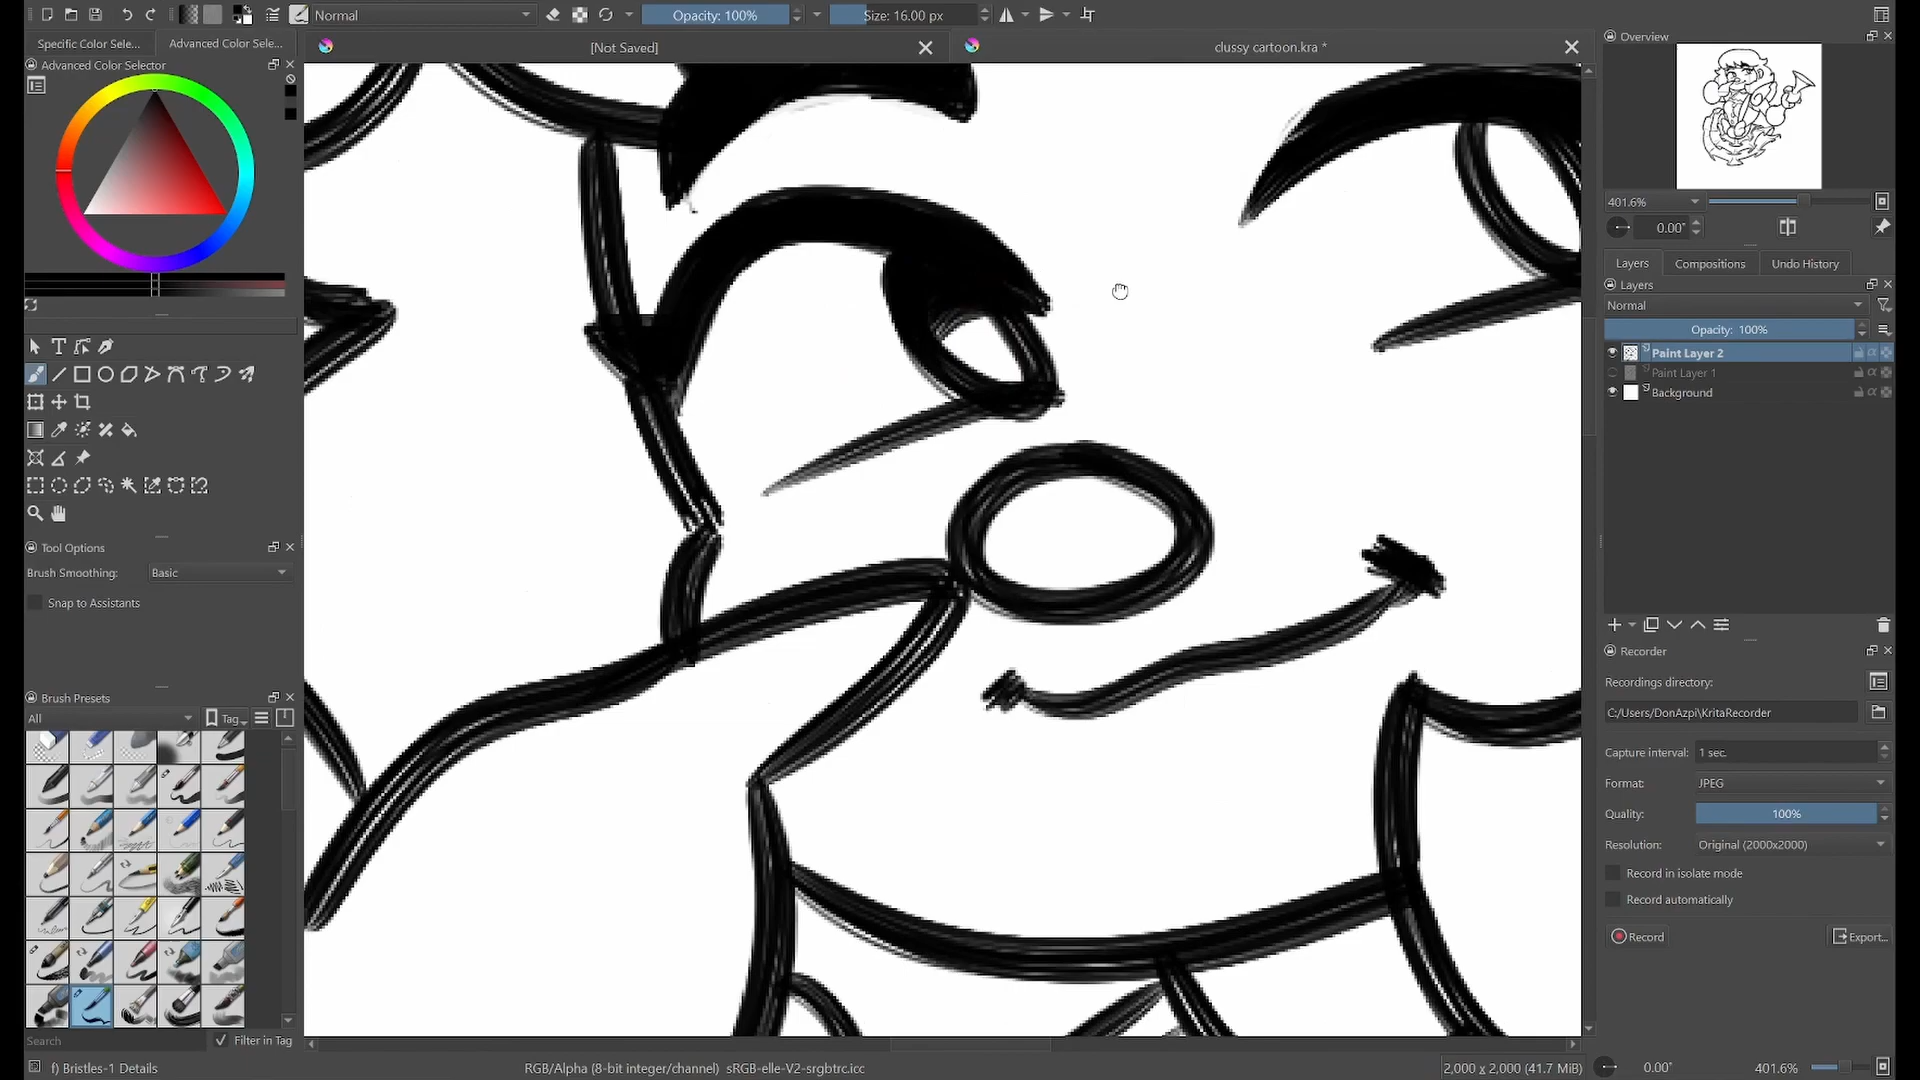 Normal
Opacity: 100%
Size: 16.00 px
Specific Color Sele...
Advanced Color Sele...
[Not Saved]
clussy cartoon.kra *
Overview
Advanced Color Selector
401.6%
0.00°
Layers
Compositions
Undo History
Layers
Normal
Opacity: 100%
Paint Layer 2
Paint Layer 1
Background
Tool Options
Brush Smoothing:
Basic
Snap to Assistants
Recorder
Recordings directory:
C:/Users/DonAzpi\KritaRecorder
Brush Presets
All
Tag
Capture interval:
1 sec.
Format:
JPEG
Quality:
100%
Resolution:
Original (2000x2000)
Record in isolate mode
Record automatically
Record
Export...
Search
Filter in Tag
f) Bristles-1 Details
RGB/Alpha (8-bit integer/channel) sRGB-elle-V2-srgbtrc.icc
2,000 x 2,000 (41.7 MiB)
0.00°
401.6%